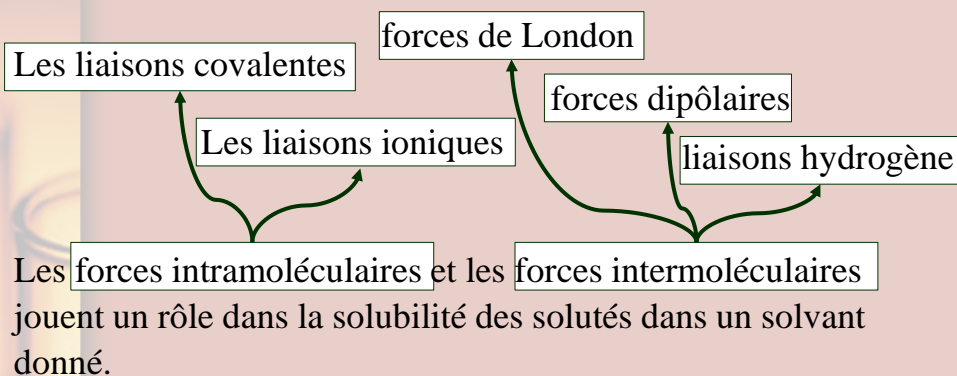 forces de London
Les liaisons covalentes
forces dipôlaires
Les liaisons ioniques
liaisons hydrogène
Les forces intramoléculaires et les forces intermoléculaires
jouent un rôle dans la solubilité des solutés dans un solvant
donné.